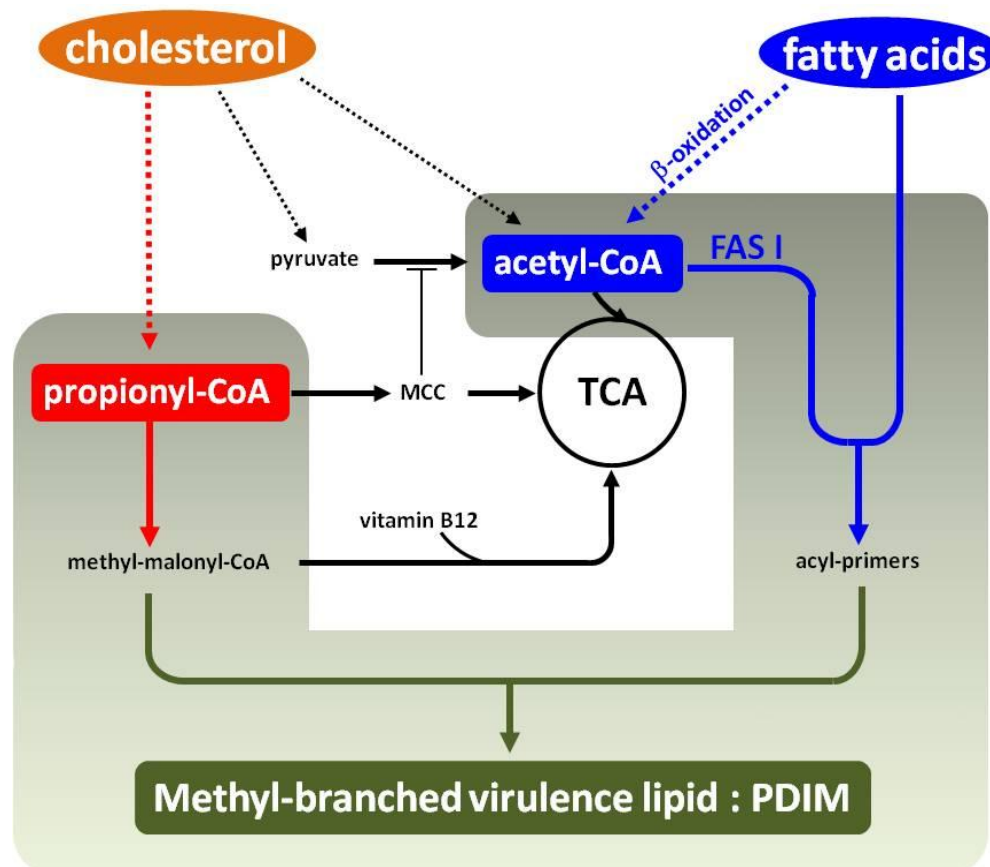 cholesterol
fatty acids
β-oxidation
pyruvate
acetyl-CoA
FAS I
propionyl-CoA
MCC
TCA
vitamin B12
methyl-malonyl-CoA
acyl-primers
Methyl-branched virulence lipid : PDIM